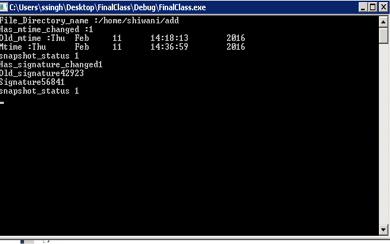 C:\Users\ssingh\Desktop\FinalClass\Debug\FinalClass.exe
File_Directory_name :/home/shiwani/add
Has_mtime_changed :1
Old_mtime :Thu Feb 11 14:18:13 2016
Mtime :Thu Feb 11 14:36:59 2016
snapshot_status 1
Has_signature_changed1
Old_signature42923
Signature56841
snapshot_status 1